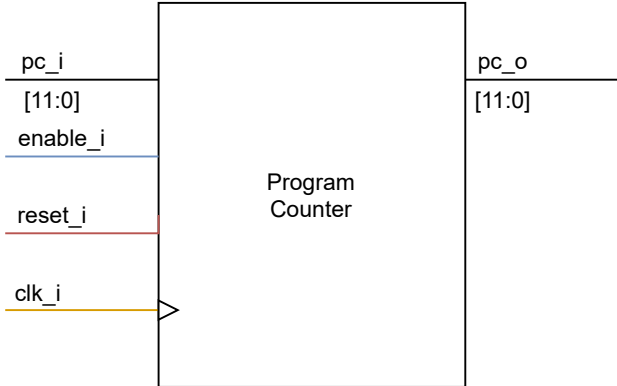 pc_i
[11:0]
enable_i
reset_i
clk_i
Program
Counter
pc_o
[11:0]